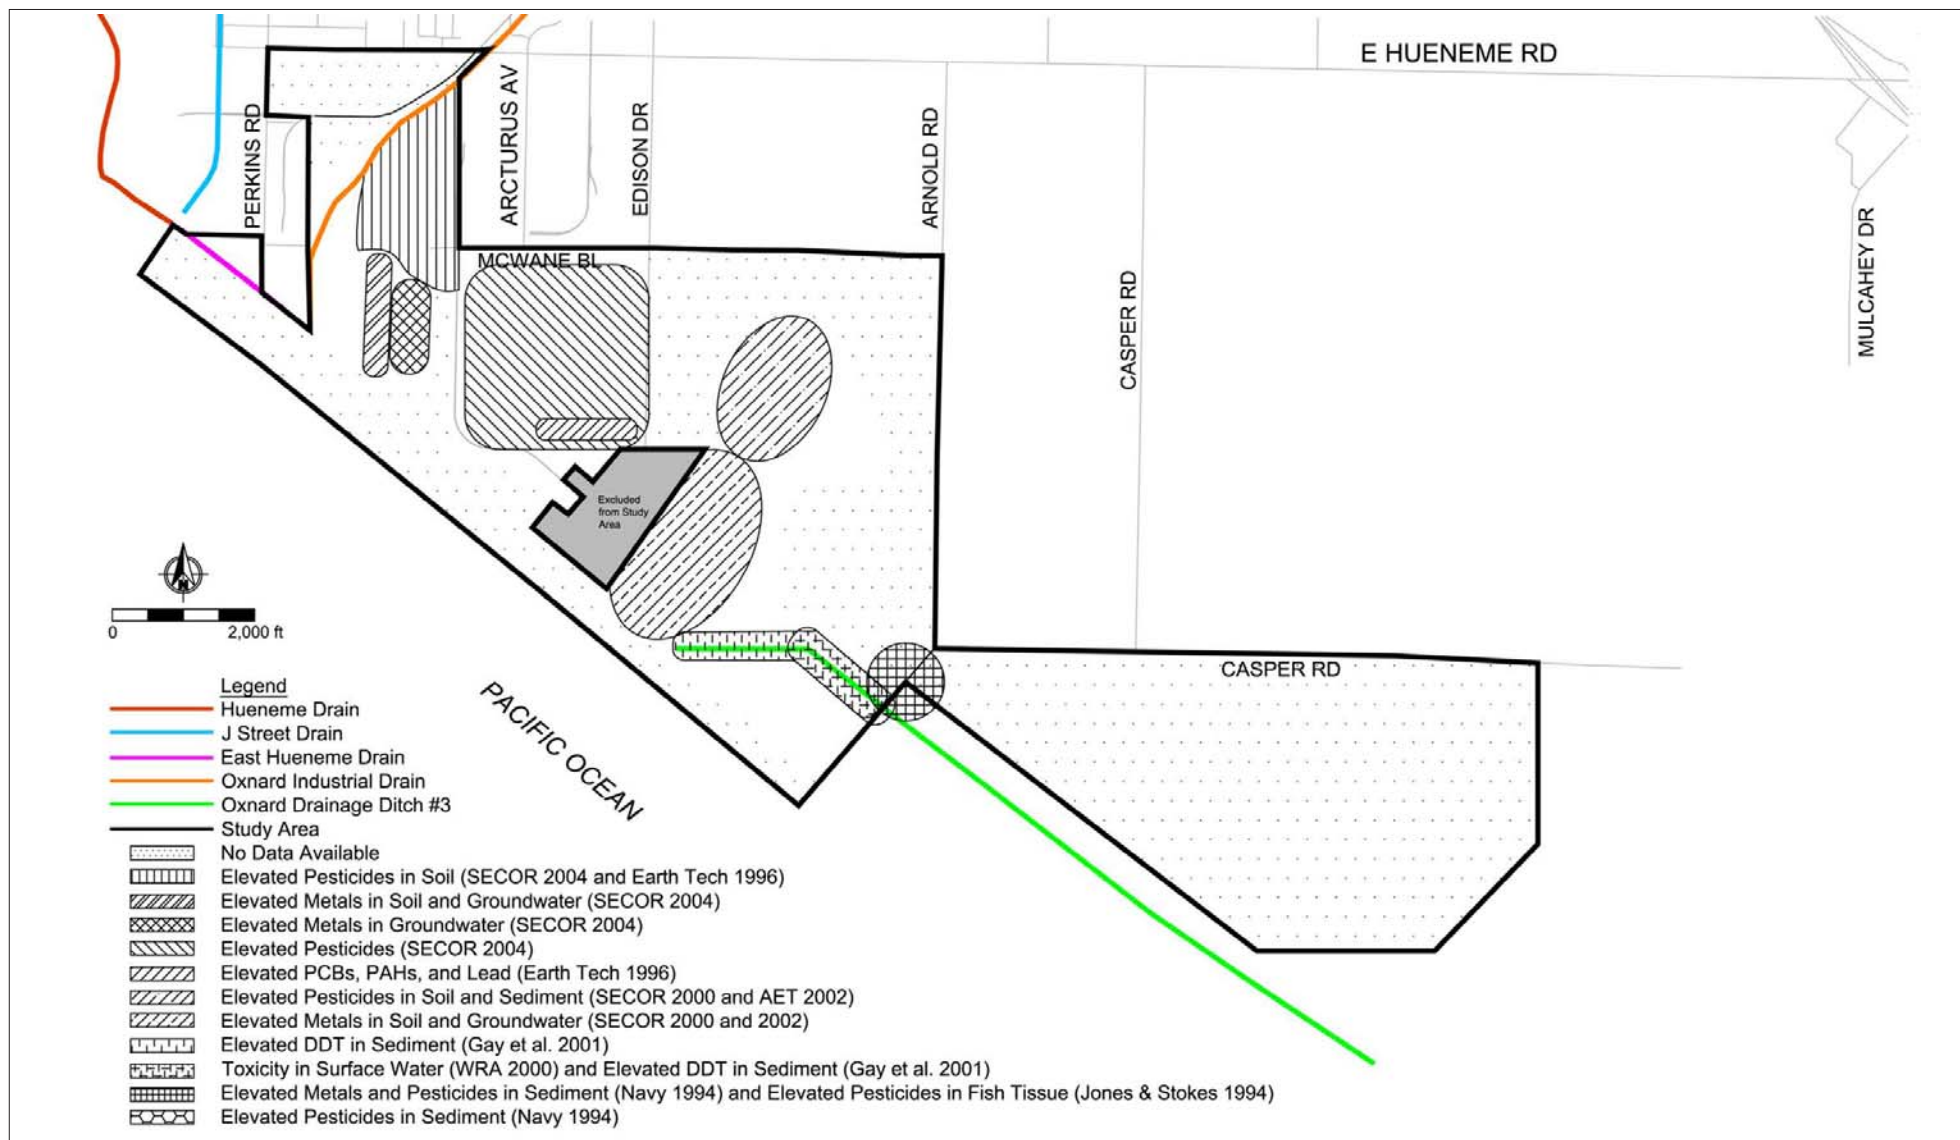 E HUENEME RD
PERKINS RD
ARCTURUS AV
EDISON DR
ARNOLD RD
CASPER RD
MULCAHEY DR
MCWANE BL
Excluded
from Study
Area
N
0 2,000 ft
CASPER RD
PACIFIC OCEAN
Legend
Hueneme Drain
J Street Drain
East Hueneme Drain
Oxnard Industrial Drain
Oxnard Drainage Ditch #3
Study Area
No Data Available
Elevated Pesticides in Soil (SECOR 2004 and Earth Tech 1996)
Elevated Metals in Soil and Groundwater (SECOR 2004)
Elevated Metals in Groundwater (SECOR 2004)
Elevated Pesticides (SECOR 2004)
Elevated PCBs, PAHs, and Lead (Earth Tech 1996)
Elevated Pesticides in Soil and Sediment (SECOR 2000 and AET 2002)
Elevated Metals in Soil and Groundwater (SECOR 2000 and 2002)
Elevated DDT in Sediment (Gay et al. 2001)
Toxicity in Surface Water (WRA 2000) and Elevated DDT in Sediment (Gay et al. 2001)
Elevated Metals and Pesticides in Sediment (Navy 1994) and Elevated Pesticides in Fish Tissue (Jones & Stokes 1994)
Elevated Pesticides in Sediment (Navy 1994)